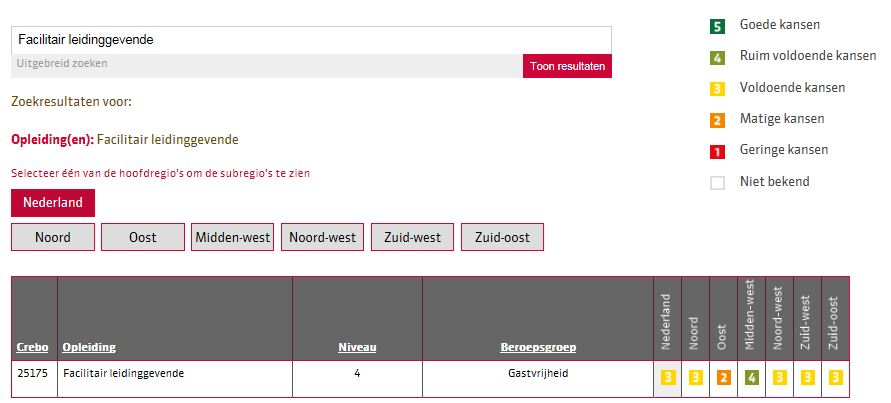 Facilitair leidinggevende
Uitgebreid zoeken
Toon resultaten
Zoekresultaten voor:
Opleiding(en): Facilitair leidinggevende
Selecteer één van de hoofdregio's om de subregio's te zien
Nederland
Noord Oost Midden-west Noord-west Zuid-west Zuid-oost
5 Goede kansen
4 Ruim voldoende kansen
3 Voldoende kansen
2 Matige kansen
1 Geringe kansen
Niet bekend
Crebo Opleiding Niveau Beroepsgroep Nederland Noord Oost Midden-west Noord-west Zuid-west Zuid-oost
25175 Facilitair leidinggevende 4 Gastvrijheid 3 3 2 4 3 3 3